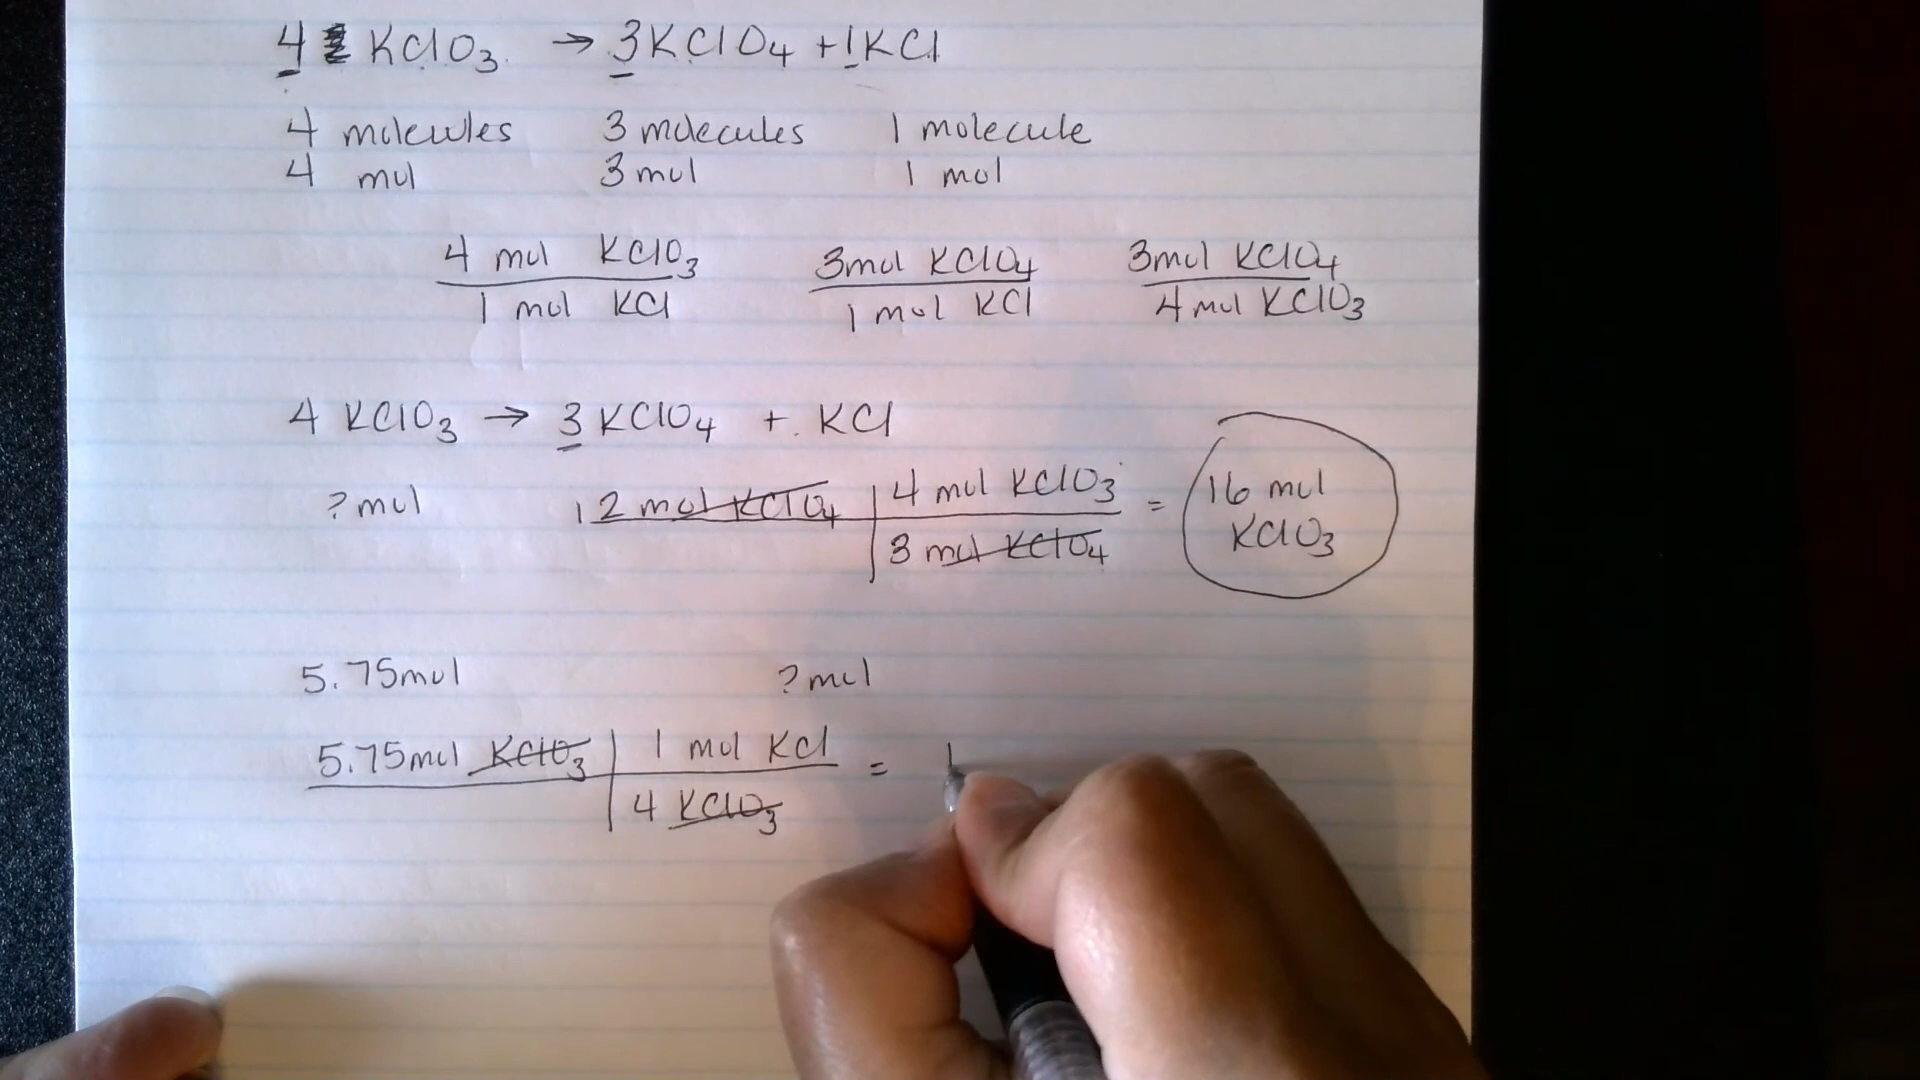 4 KClO₃ → 3KClO₄ + 1KCl
4 molecules 3 molecules 1 molecule
4 mol 3 mol 1 mol
4 mol KClO₃ 3mol KClO₄ 3mol KClO₄
1 mol KCl 1 mol KCl 4 mol KClO₃
4 KClO₃ → 3 KClO₄ + KCl
? mol 12 mol KClO₄ | 4 mol KClO₃ = 16 mol
3 mol KClO₄ KClO₃
5.75mol ? mol
5.75mol KClO₃ | 1 mol KCl = 1
4 KClO₃